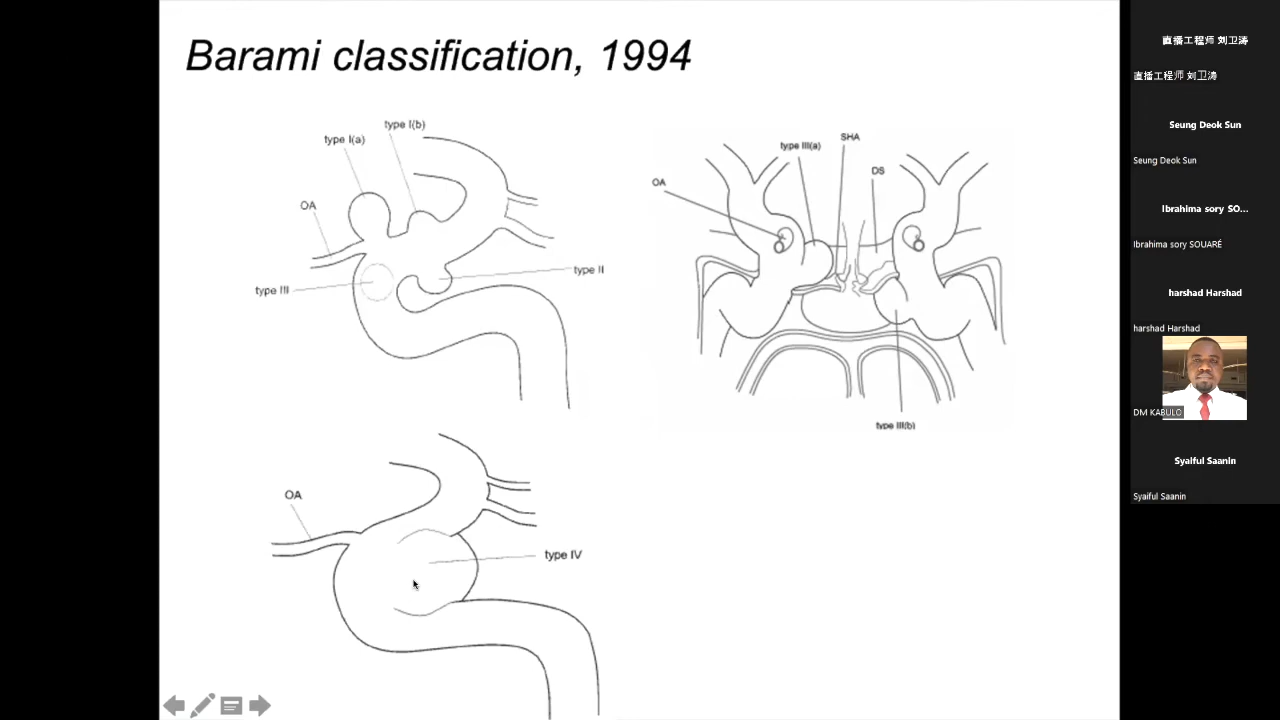 Barami classification, 1994
type I(b)
type I(a)
OA
type II
type III
SHA
type III(a)
DS
OA
type III(b)
OA
type IV
直播工程师 刘卫涛
直播工程师 刘卫涛
Seung Deok Sun
Seung Deok Sun
Ibrahima sory SO...
Ibrahima sory SOUARÉ
harshad Harshad
harshad Harshad
DM KABULO
Syaiful Saanin
Syaiful Saanin